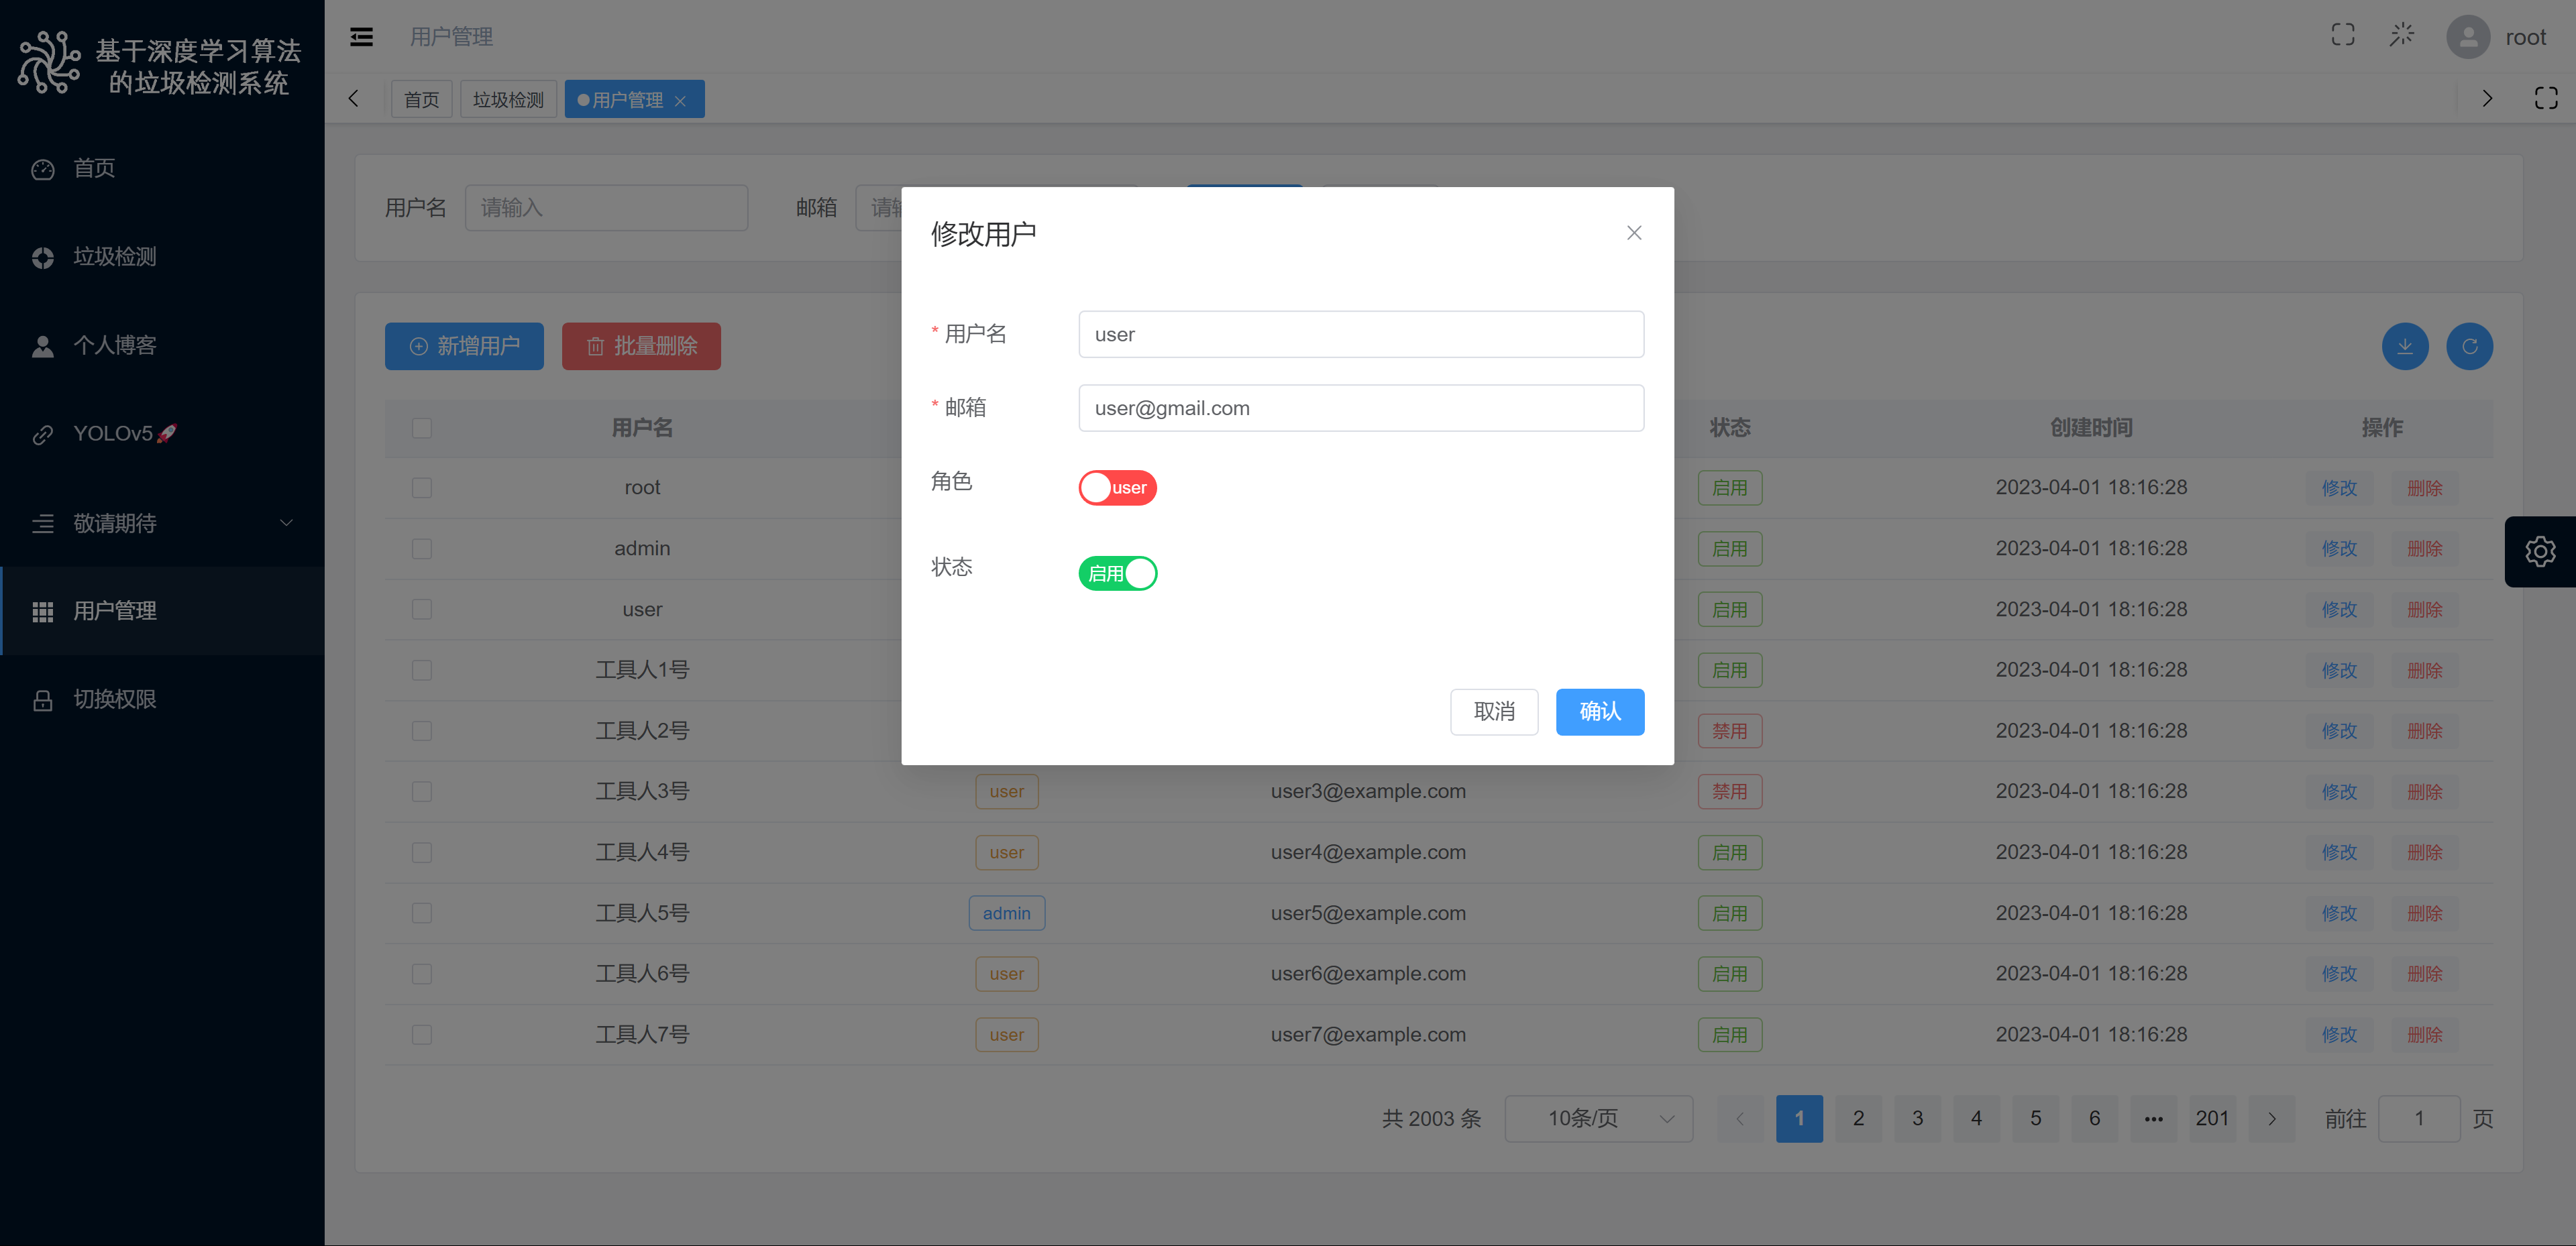 基于深度学习算法
的垃圾检测系统
首页
垃圾检测
个人博客
YOLOv5🚀
敬请期待
用户管理
切换权限
用户管理
root
首页
垃圾检测
用户管理
用户名
请输入
邮箱
请输
新增用户
批量删除
用户名 状态 创建时间 操作
root 启用 2023-04-01 18:16:28 修改 删除
admin 启用 2023-04-01 18:16:28 修改 删除
user 启用 2023-04-01 18:16:28 修改 删除
工具人1号 启用 2023-04-01 18:16:28 修改 删除
工具人2号 禁用 2023-04-01 18:16:28 修改 删除
工具人3号 user user3@example.com 禁用 2023-04-01 18:16:28 修改 删除
工具人4号 user user4@example.com 启用 2023-04-01 18:16:28 修改 删除
工具人5号 admin user5@example.com 启用 2023-04-01 18:16:28 修改 删除
工具人6号 user user6@example.com 启用 2023-04-01 18:16:28 修改 删除
工具人7号 user user7@example.com 启用 2023-04-01 18:16:28 修改 删除
共 2003 条 10条/页 1 2 3 4 5 6 ••• 201 前往 1 页
修改用户
* 用户名 user
* 邮箱 user@gmail.com
角色 user
状态 启用
取消 确认